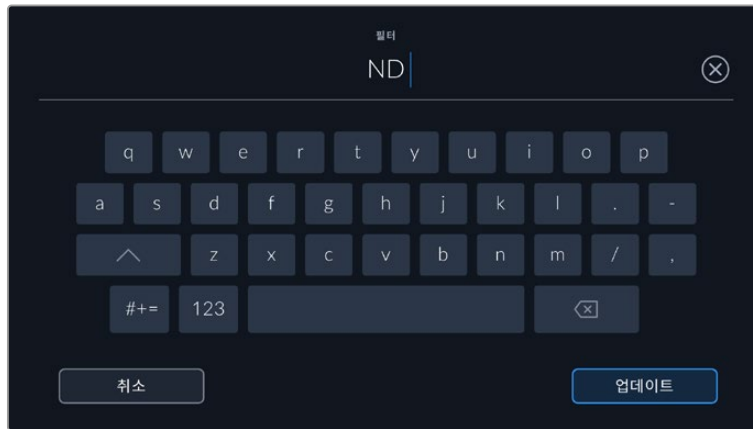 필터
ND
q w e r t y u i o p
a s d f g h j k l . -
z x c v b n m / ,
#+= 123
취소 업데이트